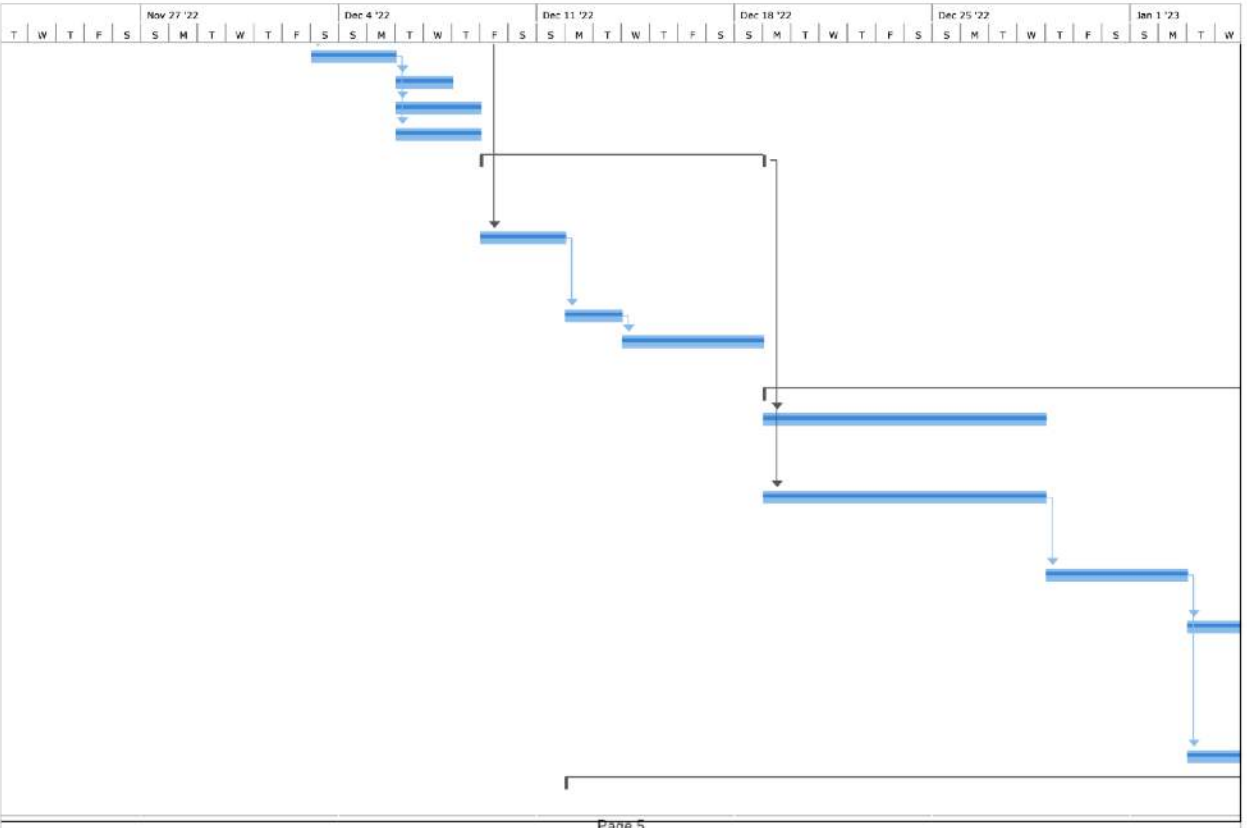 Nov 27 '22 Dec 4 '22 Dec 11 '22 Dec 18 '22 Dec 25 '22 Jan 1 '23
T W T F S S M T W T F S S M T W T F S S M T W T F S S M T W T F S S M T W T F S S M T W
Page 5